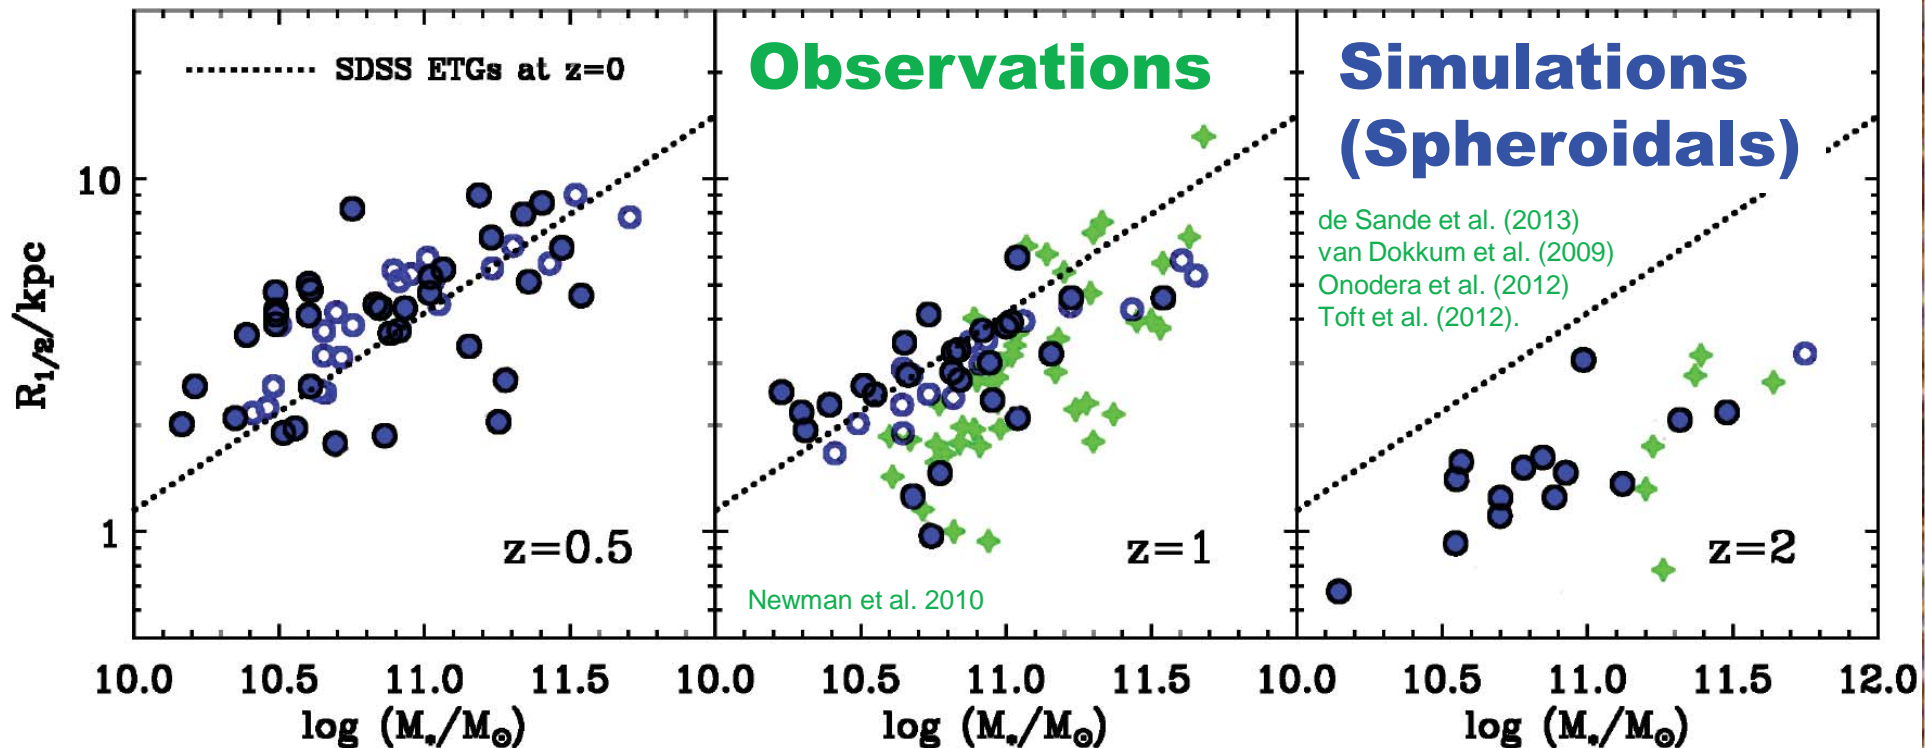 SDSS ETGs at z=0
Observations
Simulations
(Spheroidals)
de Sande et al. (2013)
van Dokkum et al. (2009)
Onodera et al. (2012)
Toft et al. (2012).
R1/2/kpc
10
1
z=0.5
z=1
z=2
Newman et al. 2010
10.0 10.5 11.0 11.5 10.0 10.5 11.0 11.5 10.0 10.5 11.0 11.5 12.0
log (M*/M⊙) log (M*/M⊙) log (M*/M⊙)